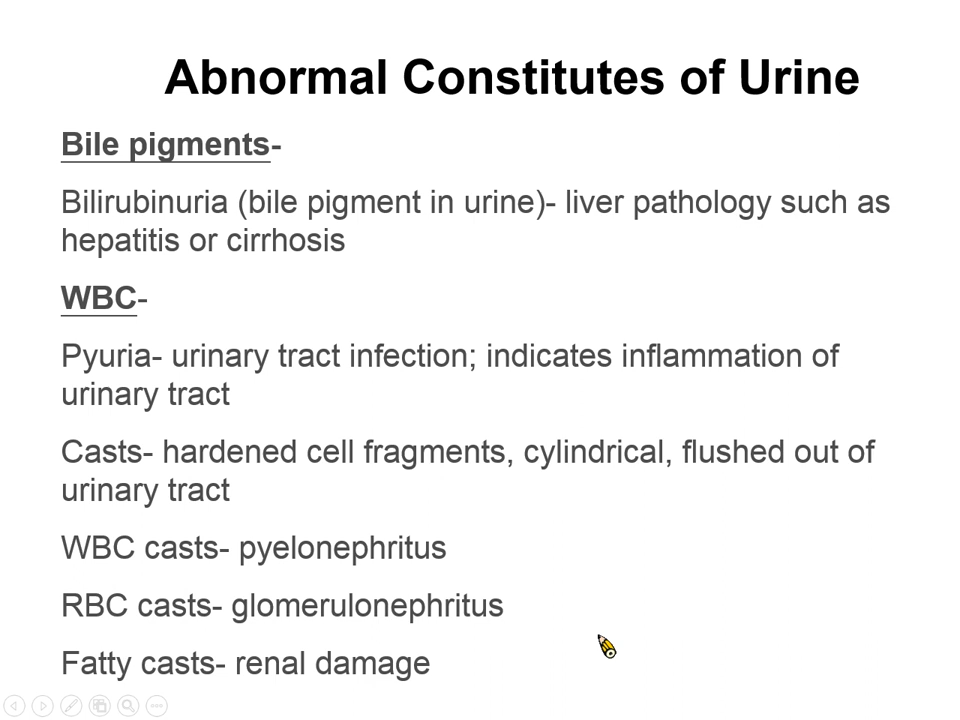 Abnormal Constitutes of Urine
Bile pigments-
Bilirubinuria (bile pigment in urine)- liver pathology such as
hepatitis or cirrhosis
WBC-
Pyuria- urinary tract infection; indicates inflammation of
urinary tract
Casts- hardened cell fragments, cylindrical, flushed out of
urinary tract
WBC casts- pyelonephritus
RBC casts- glomerulonephritus
Fatty casts- renal damage